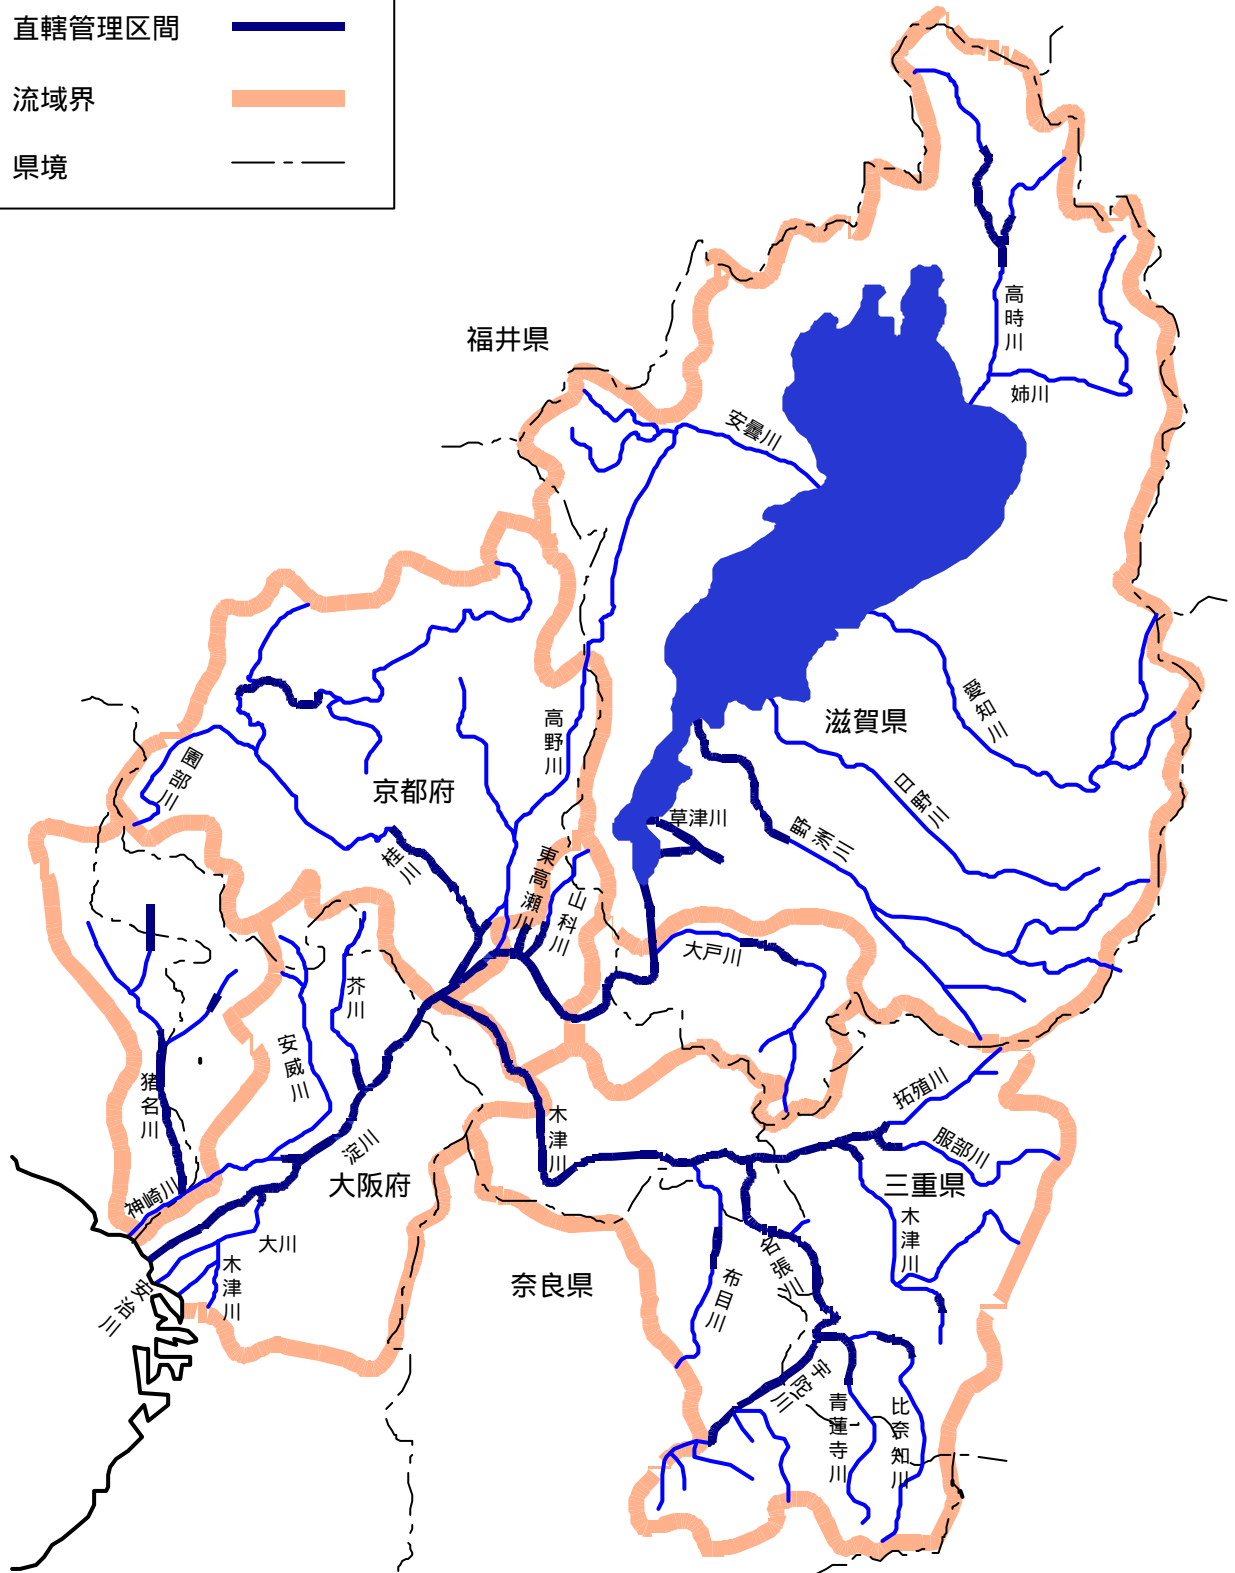 直轄管理区間
流域界
県境
高時川
福井県
姉川
安曇川
愛知川
滋賀県
高野川
園部川
京都府
日野川
草津川
野洲川
桂川
東高瀬川
山科川
大戸川
芥川
安威川
猪名川
拓殖川
木津川
服部川
淀川
大阪府
三重県
神崎川
木津川
大川
名張川
木津川
奈良県
布目川
安治川
宇陀川
青蓮寺川
比奈知川